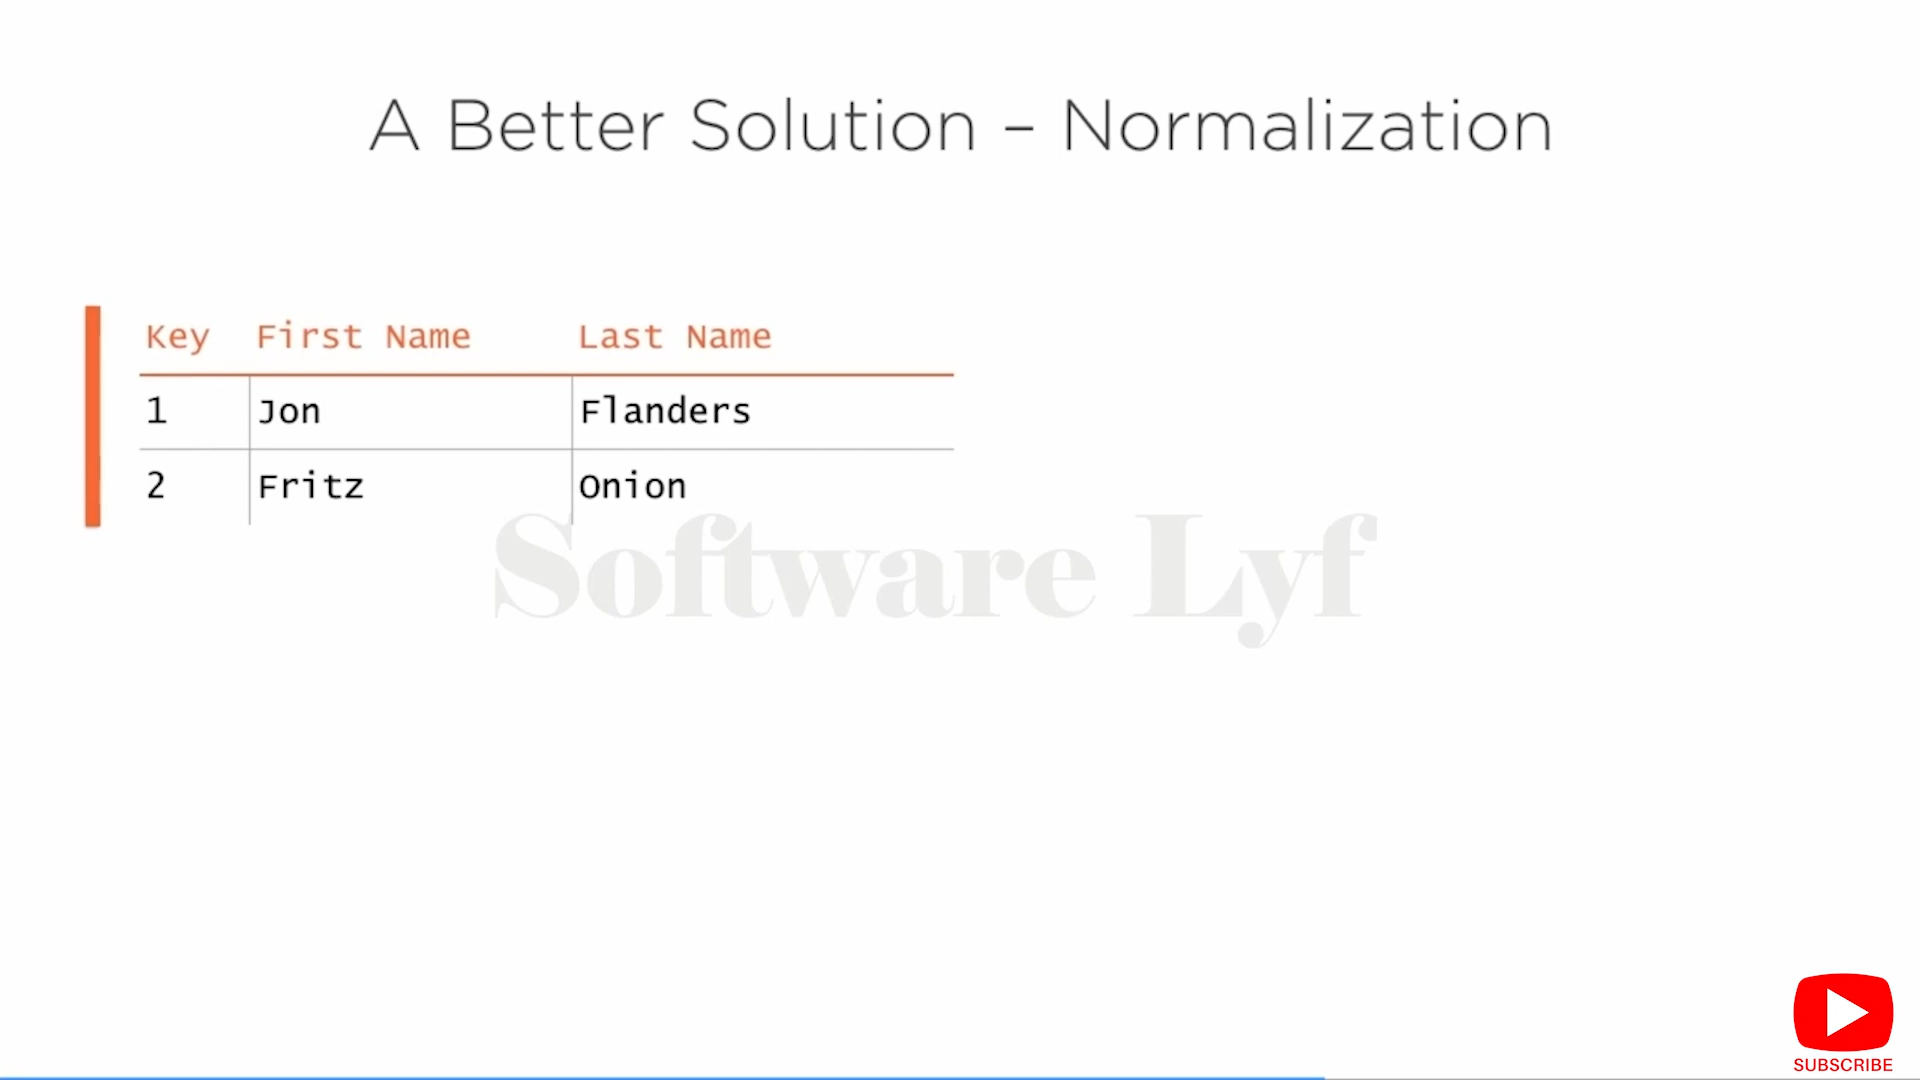 A Better Solution – Normalization
Key First Name Last Name
1 Jon Flanders
2 Fritz Onion
Software Lyf
SUBSCRIBE